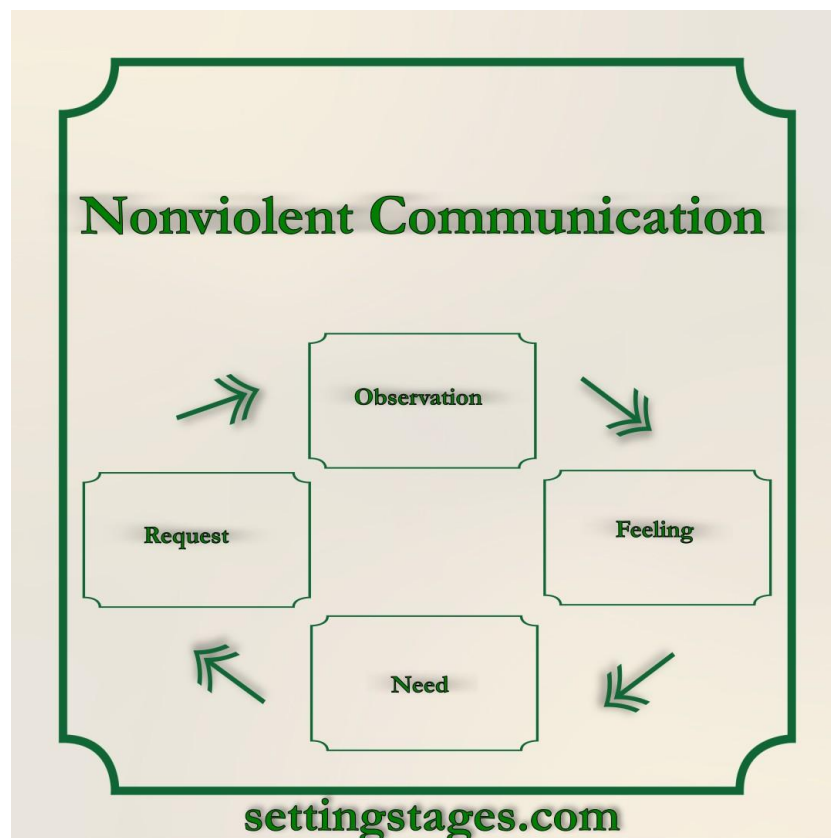 Nonviolent Communication
Observation
Feeling
Need
Request
settingstages.com